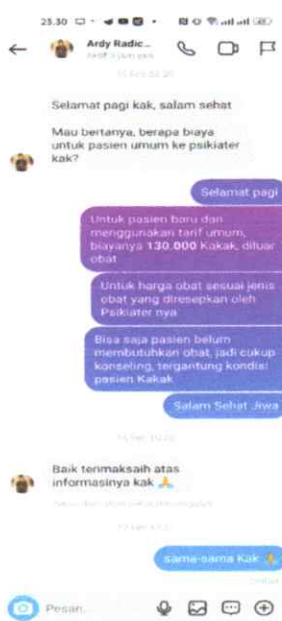 23.30
Ardy Radic...
Selamat pagi kak, salam sehat
Mau bertanya, berapa biaya
untuk pasien umum ke psikiater
kak?
Selamat pagi
Untuk pasien baru dan
menggunakan tarif umum,
biayanya 130.000 Kakak, diluar
obat
Untuk harga obat sesuai jenis
obat yang diresepkan oleh
Psikiater nya
Bisa saja pasien belum
membutuhkan obat, jadi cukup
konseling, tergantung kondisi
pasien Kakak
Salam Sehat Jiwa
Baik terimaksaih atas
informasinya kak 🙏
sama-sama Kak 🙏
Pesan...